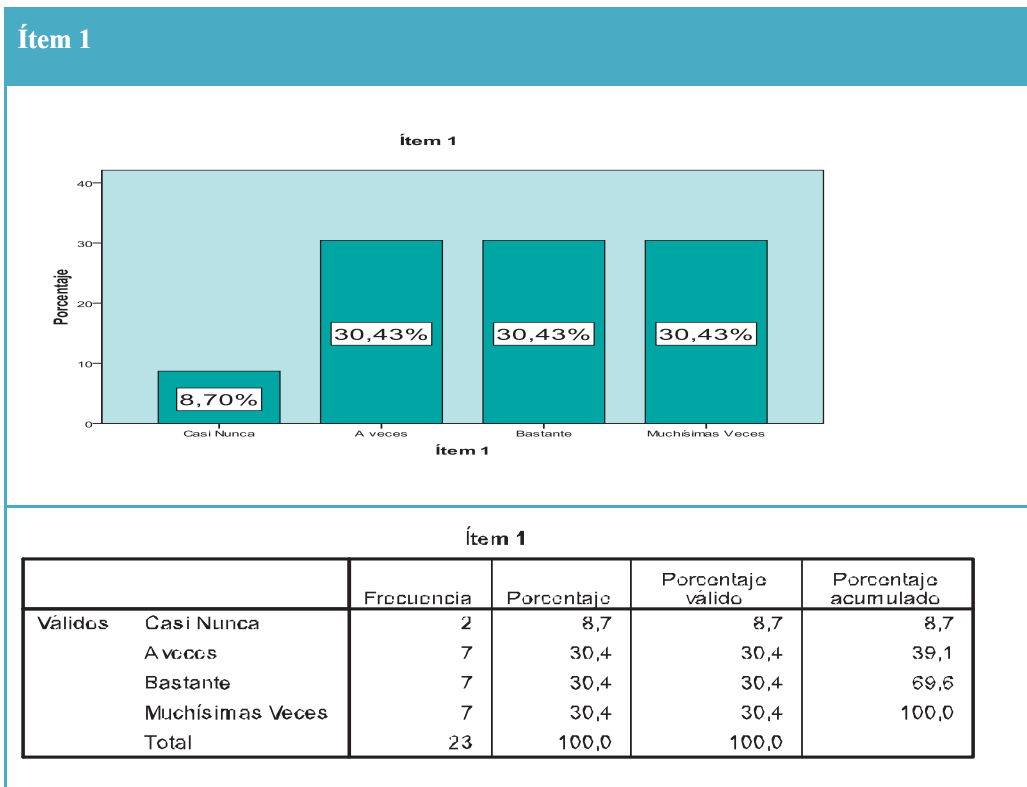 Ítem 1
Ítem 1
40
30
20
10
0
Porcentaje
8,70%
30,43%
30,43%
30,43%
Casi Nunca
A veces
Bastante
Muchísimas Veces
Ítem 1
Ítem 1
Frecuencia Porcentaje Porcentaje válido Porcentaje acumulado
Válidos Casi Nunca 2 8,7 8,7 8,7
A veces 7 30,4 30,4 39,1
Bastante 7 30,4 30,4 69,6
Muchísimas Veces 7 30,4 30,4 100,0
Total 23 100,0 100,0